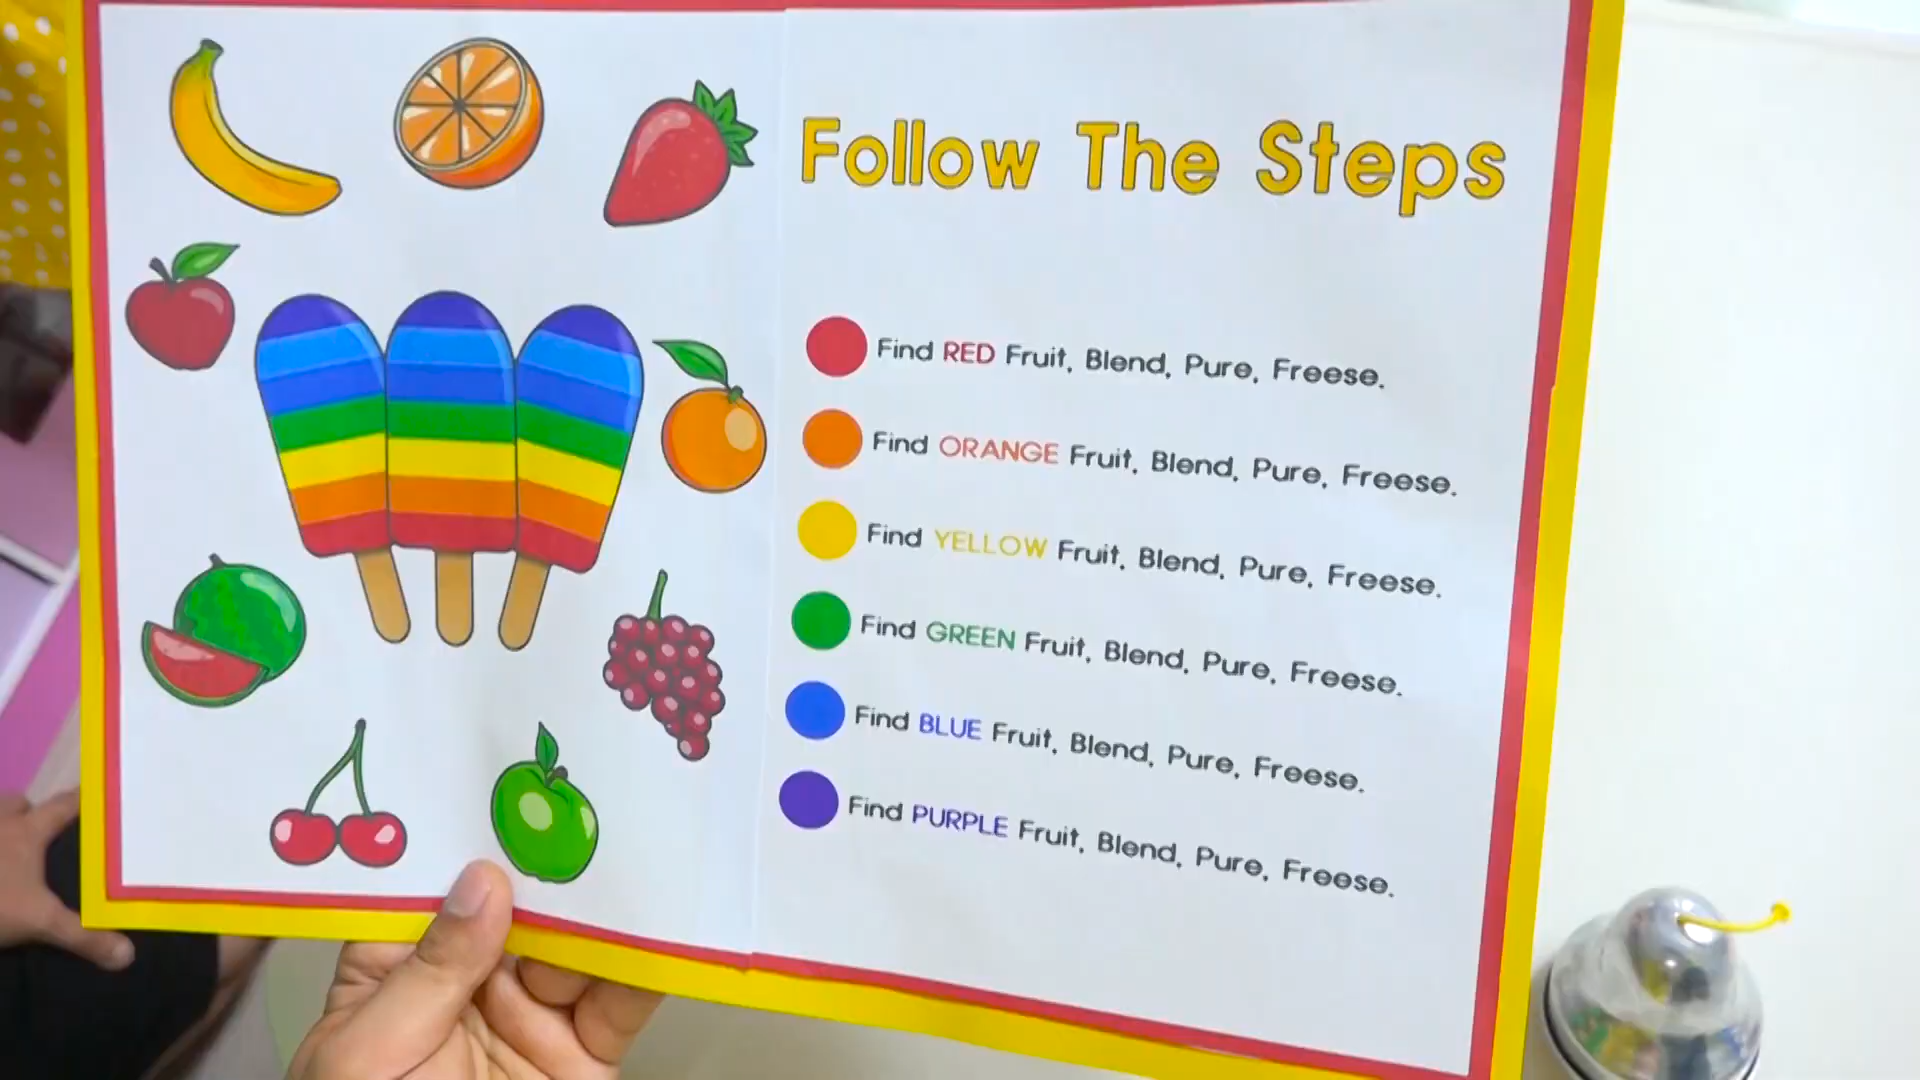 Follow The Steps
Find RED Fruit, Blend, Pure, Freese.
Find ORANGE Fruit, Blend, Pure, Freese.
Find YELLOW Fruit, Blend, Pure, Freese.
Find GREEN Fruit, Blend, Pure, Freese.
Find BLUE Fruit, Blend, Pure, Freese.
Find PURPLE Fruit, Blend, Pure, Freese.